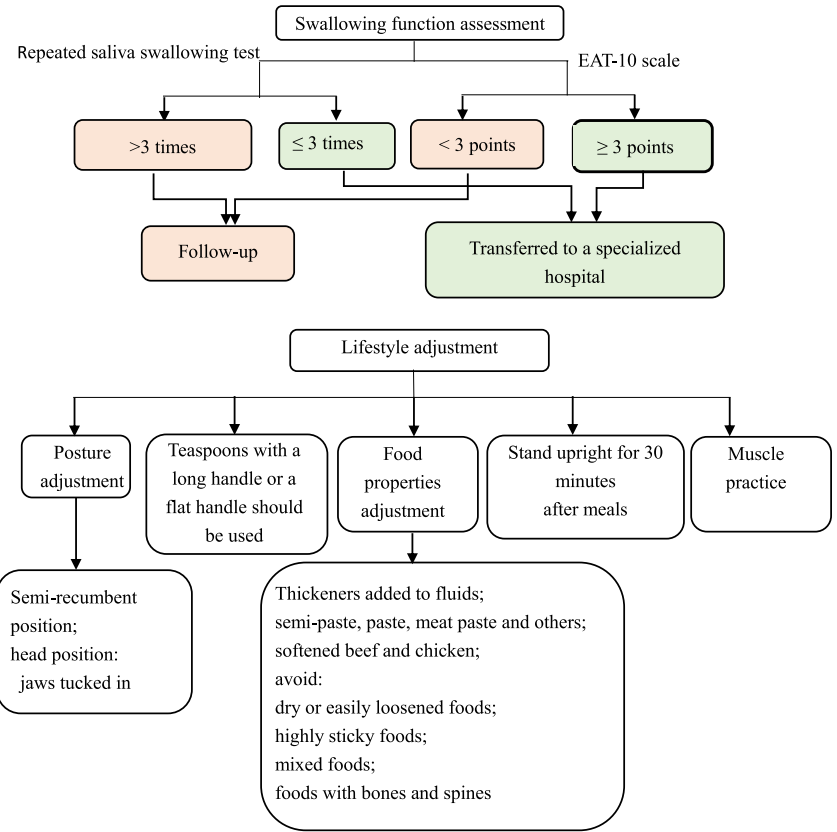 Swallowing function assessment
Repeated saliva swallowing test
EAT-10 scale
>3 times
≤ 3 times
< 3 points
≥ 3 points
Follow-up
Transferred to a specialized
hospital
Lifestyle adjustment
Posture
adjustment
Teaspoons with a
long handle or a
flat handle should
be used
Food
properties
adjustment
Stand upright for 30
minutes
after meals
Muscle
practice
Semi-recumbent
position;
head position:
jaws tucked in
Thickeners added to fluids;
semi-paste, paste, meat paste and others;
softened beef and chicken;
avoid:
dry or easily loosened foods;
highly sticky foods;
mixed foods;
foods with bones and spines